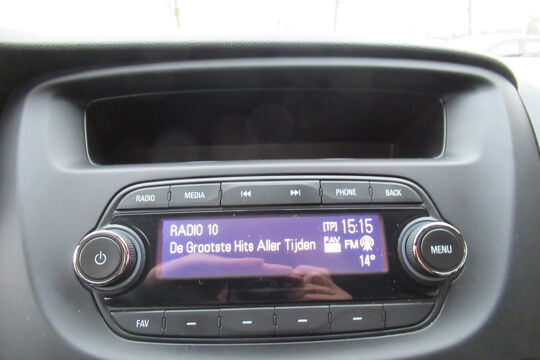 RADIO MEDIA PHONE BACK
RADIO 10 [TP] 15:15
De Grootste Hits Aller Tijden FAV FM
14°
MENU
FAV